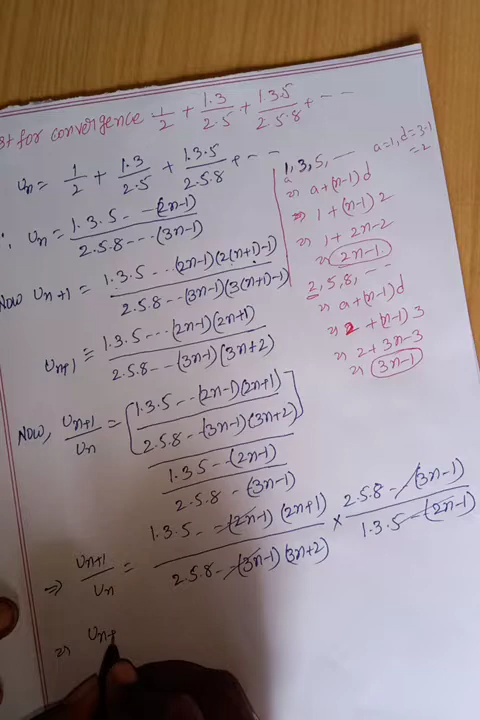 st for convergence 1/2 + 1.3/2.5 + 1.3.5/2.5.8 + - - -
Un = 1/2 + 1.3/2.5 + 1.3.5/2.5.8 + - - -
∴ Un = 1.3.5 - - - (2n-1) / 2.5.8 - - - (3n-1)
Now Un+1 = 1.3.5 - - - (2n-1)(2(n+1)-1) / 2.5.8 - - - (3n-1)(3(n+1)-1)
Un+1 = 1.3.5 - - - (2n-1)(2n+1) / 2.5.8 - - (3n-1)(3n+2)
Now, Un+1/Un = [1.3.5 - - - (2n-1)(2n+1) / 2.5.8 - - (3n-1)(3n+2)] / 1.3.5 - - (2n-1) / 2.5.8 - - (3n-1)
⇒ Un+1/Un = 1.3.5 - - - (2n-1)(2n+1) / 2.5.8 - - (3n-1)(3n+2) × 2.5.8 - - (3n-1) / 1.3.5 - - (2n-1)
⇒ Un+
1, 3, 5, - - -
a
a=1, d=3-1
=2
⇒ a+(n-1)d
⇒ 1+(n-1)2
⇒ 1+2n-2
⇒ 2n-1
2, 5, 8, - - -
⇒ a+(n-1)d
⇒ 2+(n-1)3
⇒ 2+3n-3
⇒ 3n-1